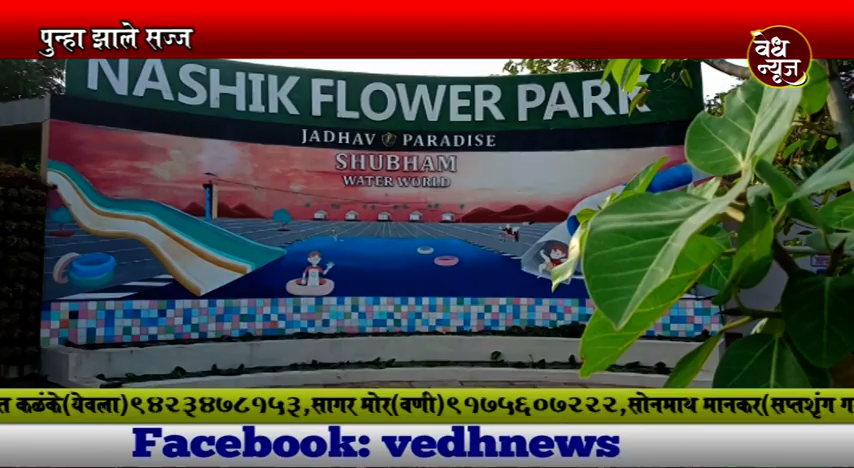 पुन्हा झाले सज्ज
वेध
न्यूज
NASHIK FLOWER PARK
JADHAV PARADISE
SHUBHAM
WATER WORLD
त कळंके(येवला)९४२३४७८१५३,सागर मोर(वणी)९१७५६०७२२२,सोनमाथ मानकर(सप्तशृंग ग
Facebook: vedhnews